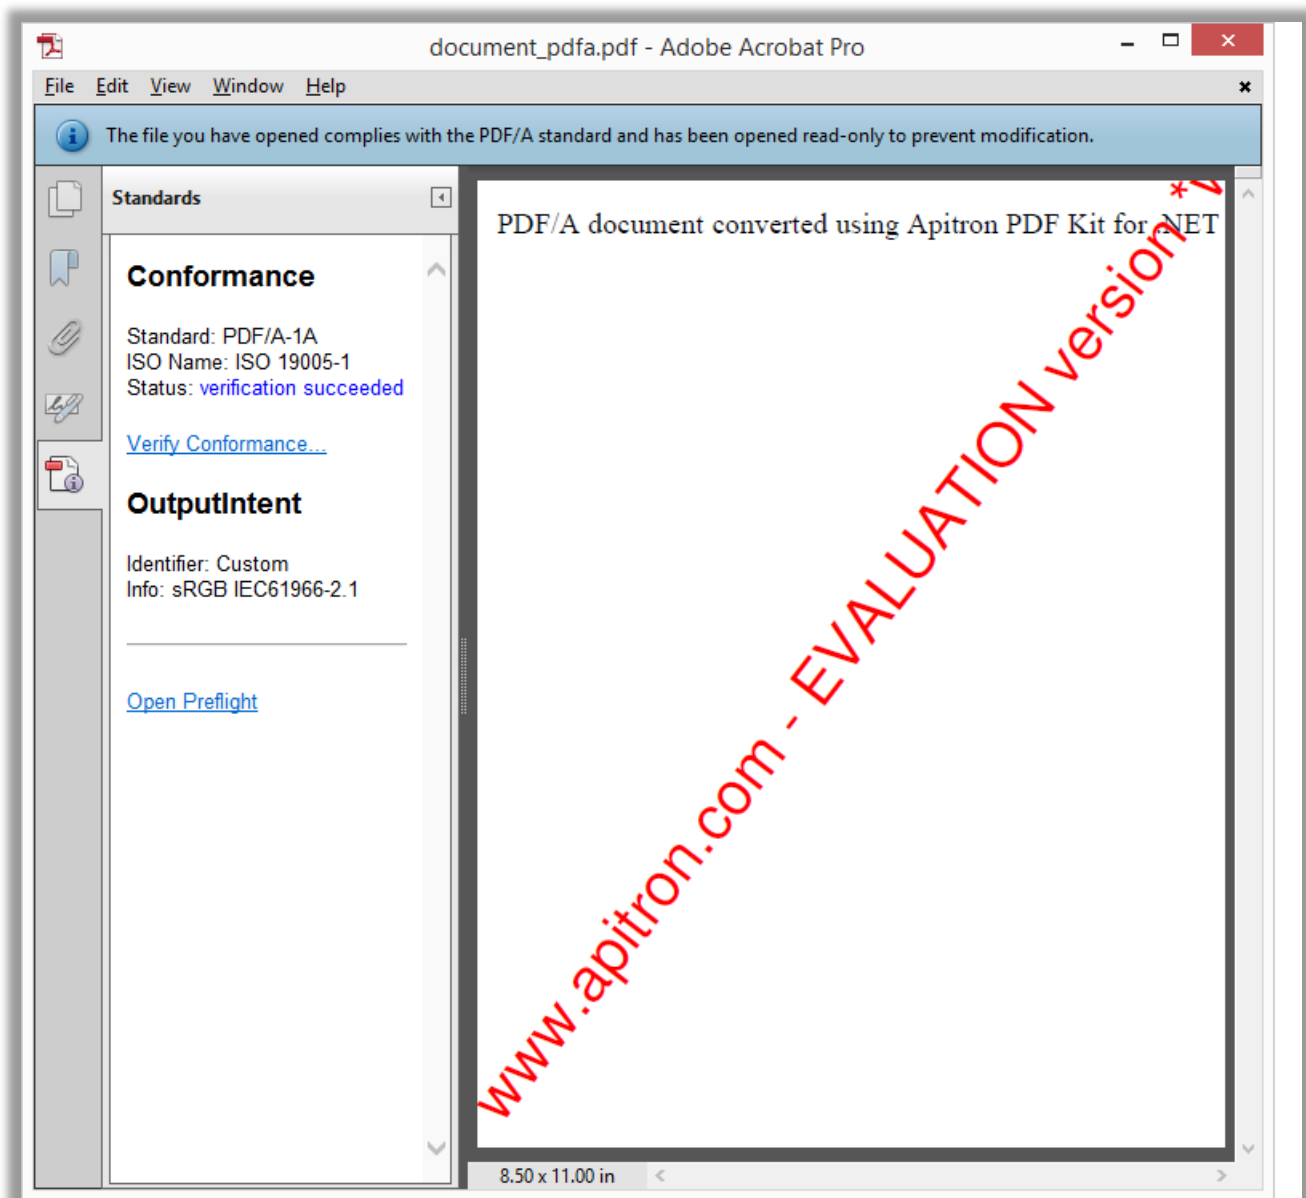 document_pdfa.pdf - Adobe Acrobat Pro
File Edit View Window Help
The file you have opened complies with the PDF/A standard and has been opened read-only to prevent modification.
Standards
Conformance
Standard: PDF/A-1A
ISO Name: ISO 19005-1
Status: verification succeeded
Verify Conformance...
OutputIntent
Identifier: Custom
Info: sRGB IEC61966-2.1
Open Preflight
PDF/A document converted using Apitron PDF Kit for .NET
www.apitron.com - EVALUATION version *
8.50 x 11.00 in